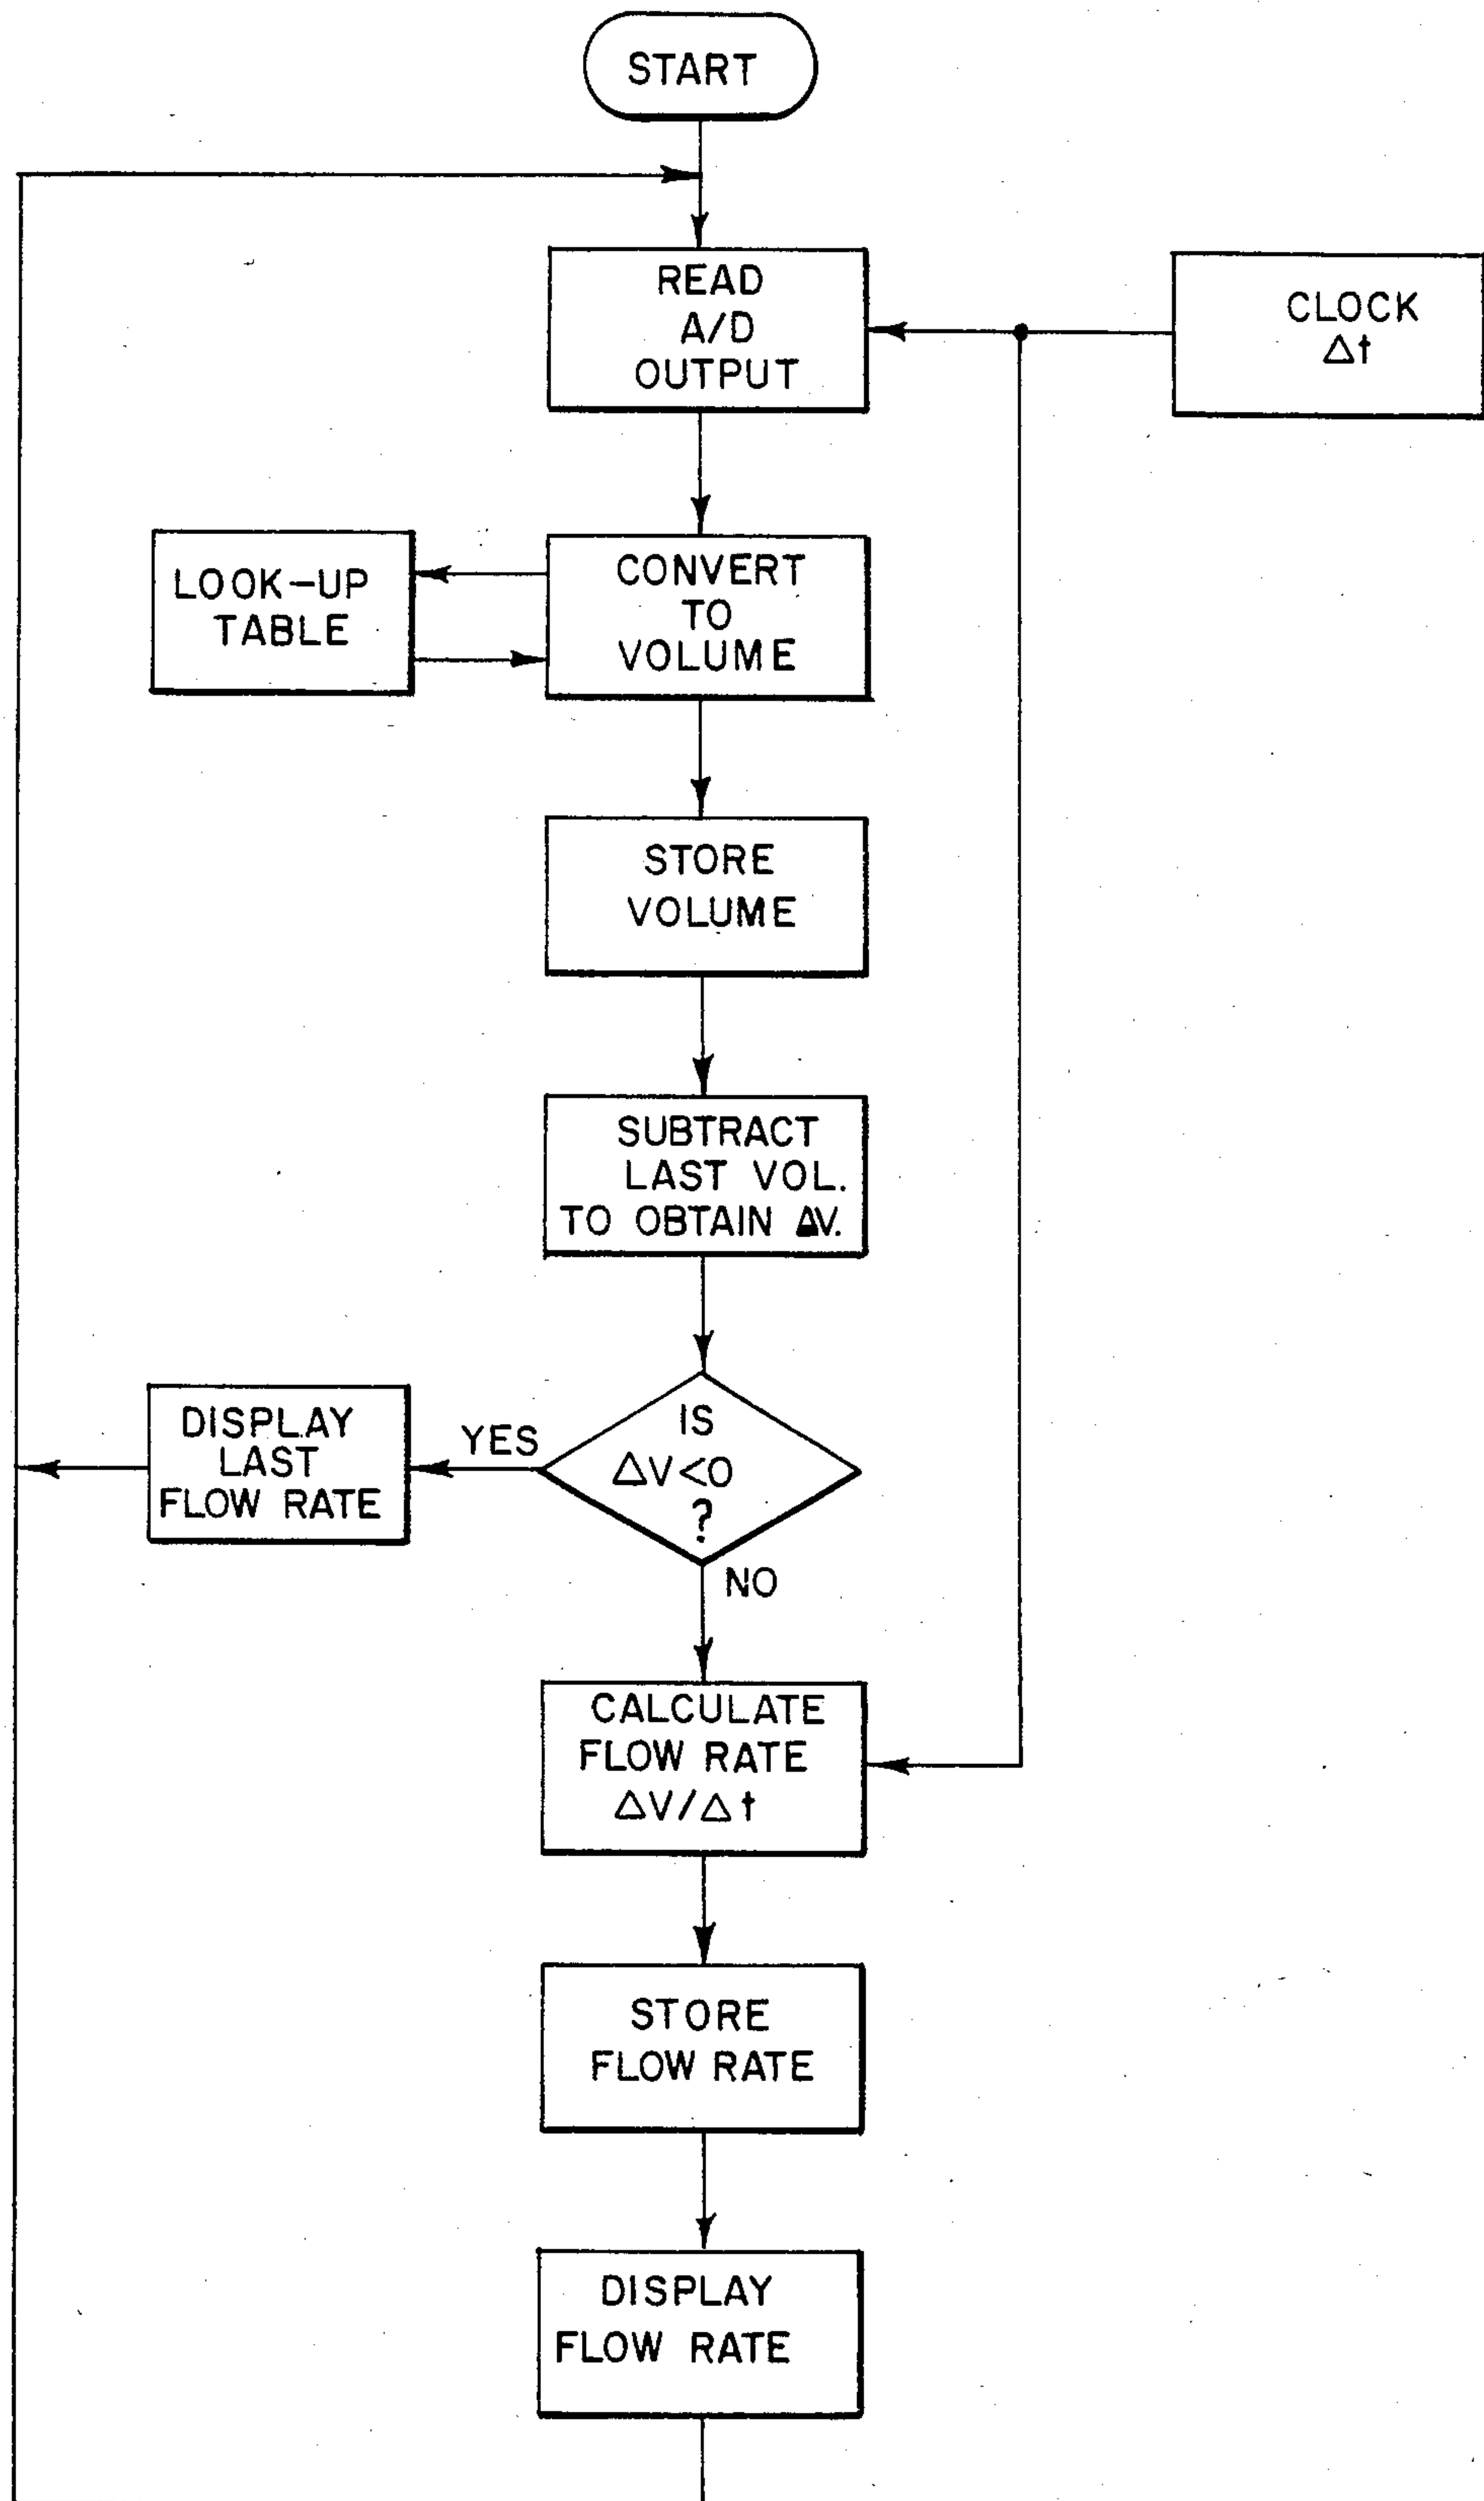 START
READ
A/D
OUTPUT
CLOCK
Δt
LOOK-UP
TABLE
CONVERT
TO
VOLUME
STORE
VOLUME
SUBTRACT
LAST VOL.
TO OBTAIN ΔV.
IS
ΔV<0
?
YES
DISPLAY
LAST
FLOW RATE
NO
CALCULATE
FLOW RATE
ΔV/Δt
STORE
FLOW RATE
DISPLAY
FLOW RATE